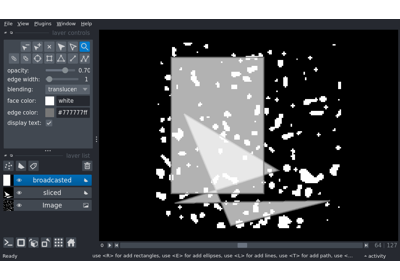 File View Plugins Window Help
layer controls
opacity: 0.70
edge width: 1
blending: translucen
face color: white
edge color: #777777ff
display text:
layer list
broadcasted
sliced
Image
64 127
Ready use <R> for add rectangles, use <E> for add ellipses, use <L> for add lines, use <T> for add path, use <... activity